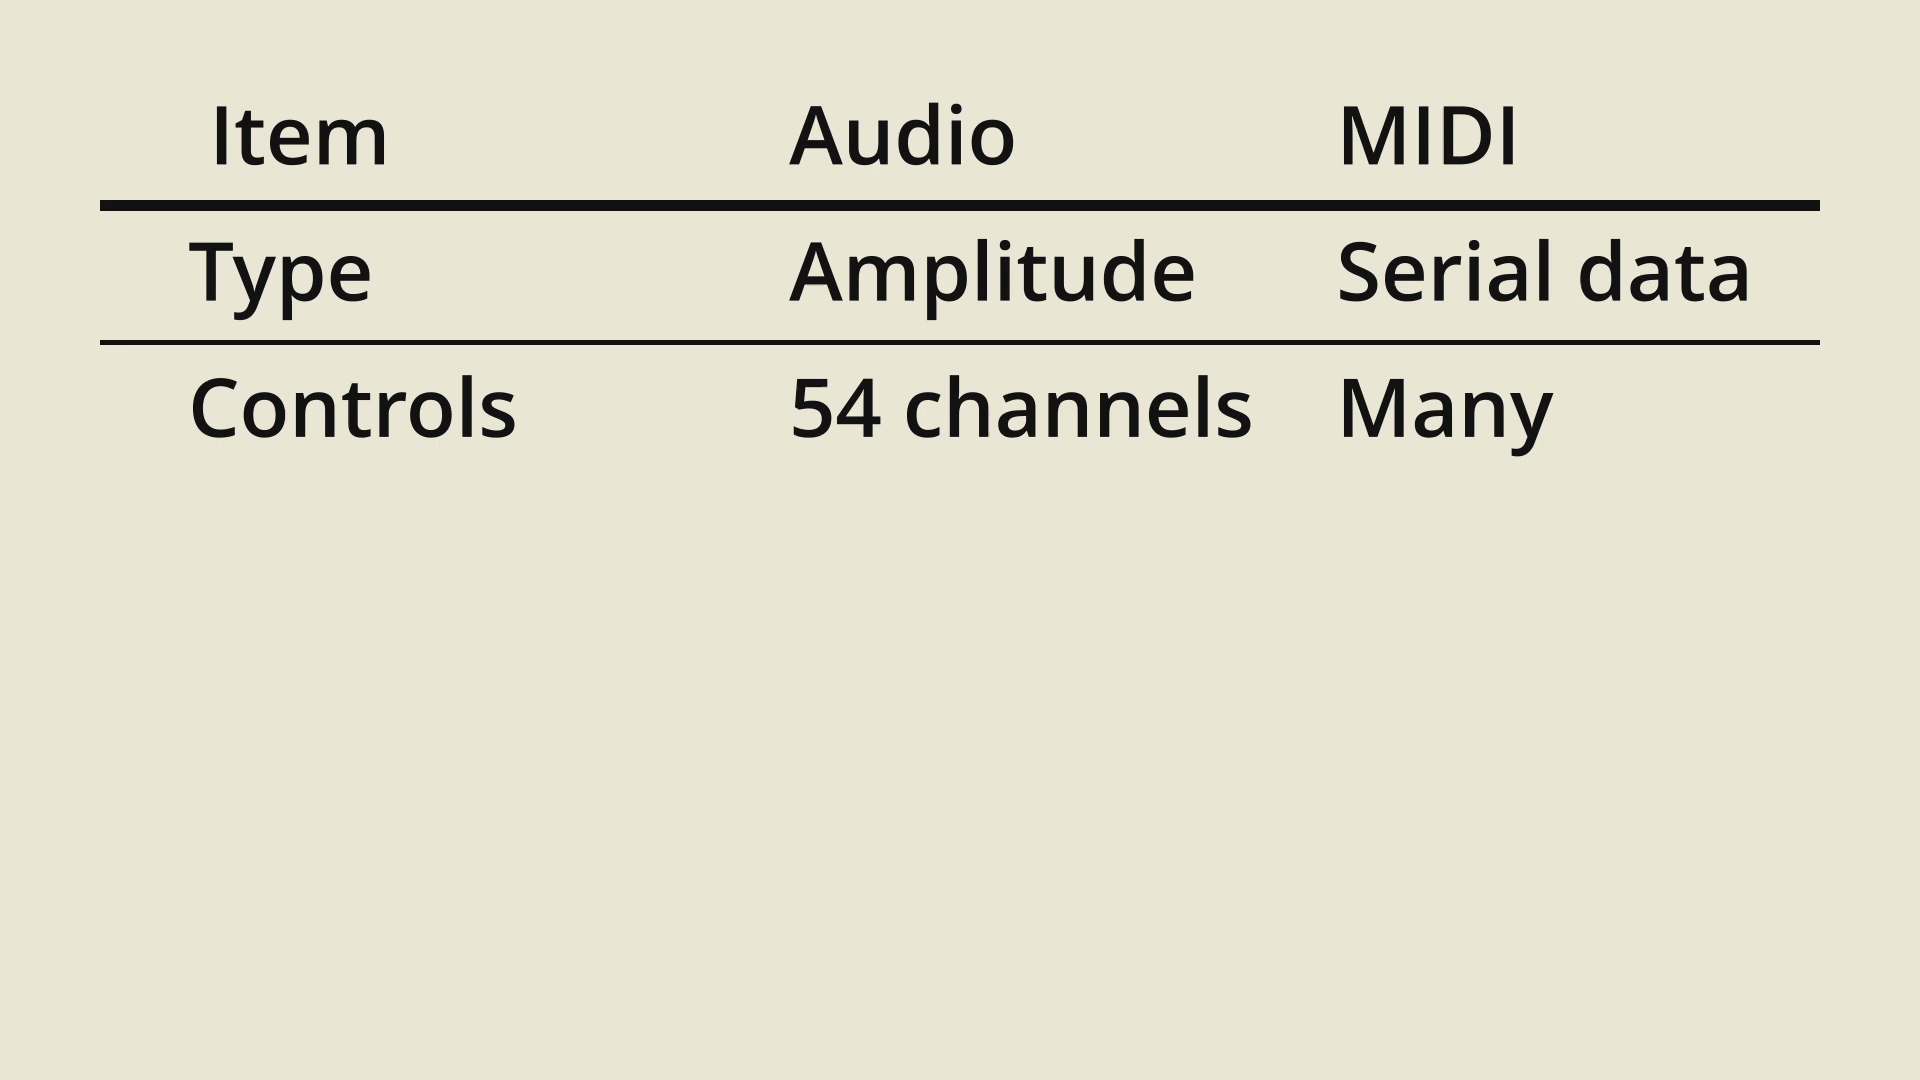 Item Audio MIDI
Type Amplitude Serial data
Controls 54 channels Many